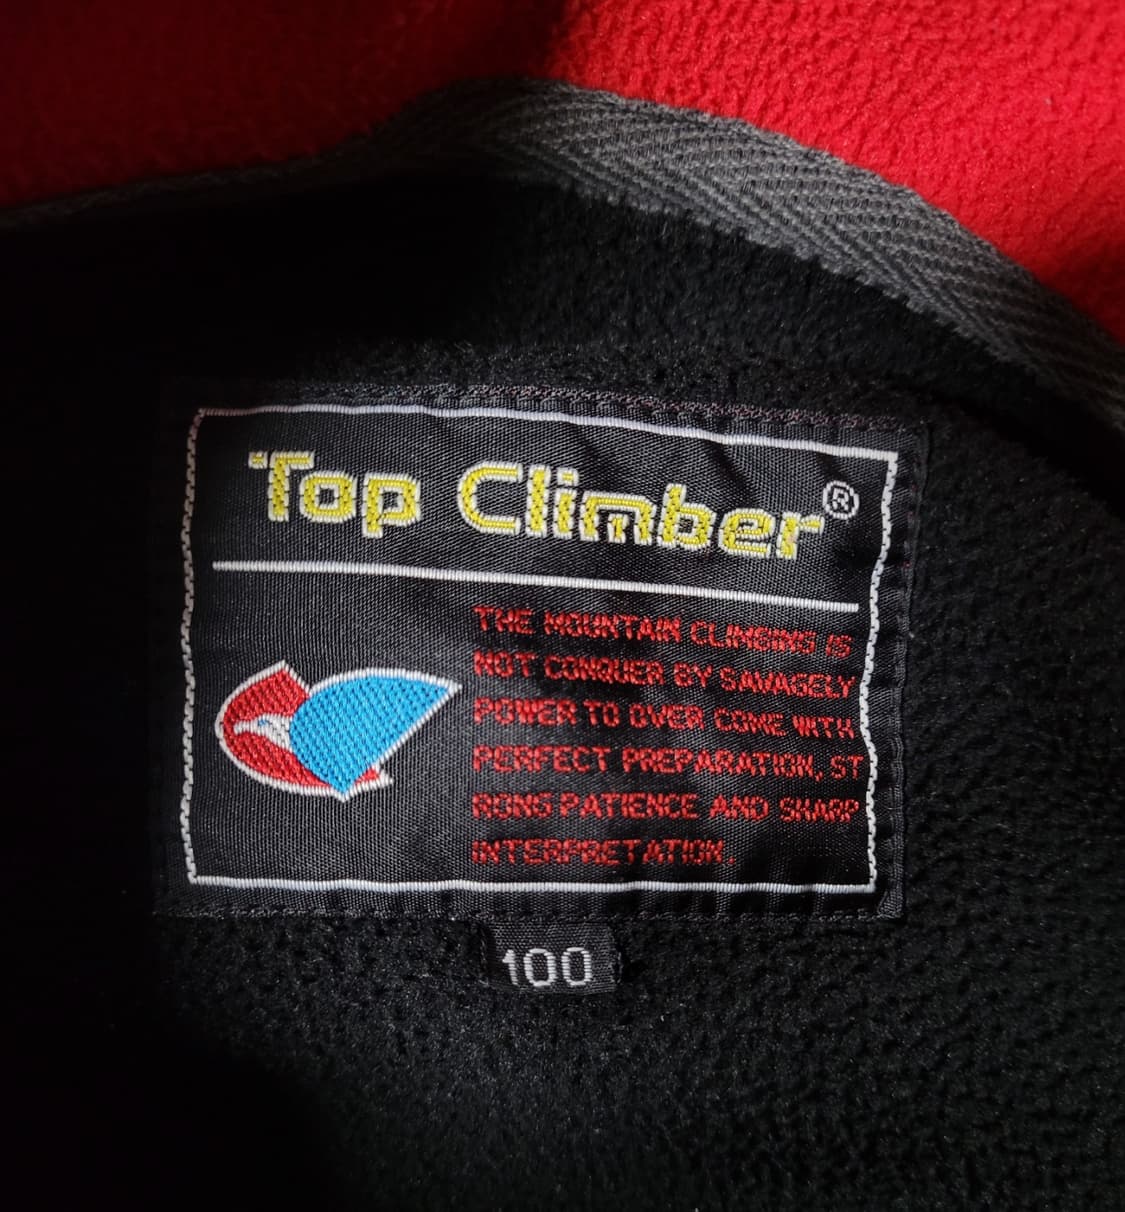 Top Climber®
THE MOUNTAIN CLIMBING IS
NOT CONQUER BY SAVAGELY
POWER TO OVER COME WITH
PERFECT PREPARATION, ST
RONG PATIENCE AND SHARP
INTERPRETATION.
100